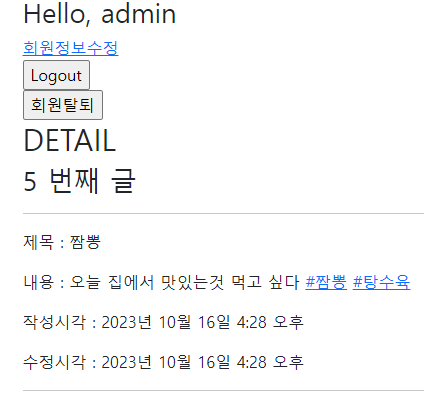 Hello, admin
회원정보수정
Logout
회원탈퇴
DETAIL
5 번째 글
제목 : 짬뽕
내용 : 오늘 집에서 맛있는것 먹고 싶다 #짬뽕 #탕수육
작성시각 : 2023년 10월 16일 4:28 오후
수정시각 : 2023년 10월 16일 4:28 오후